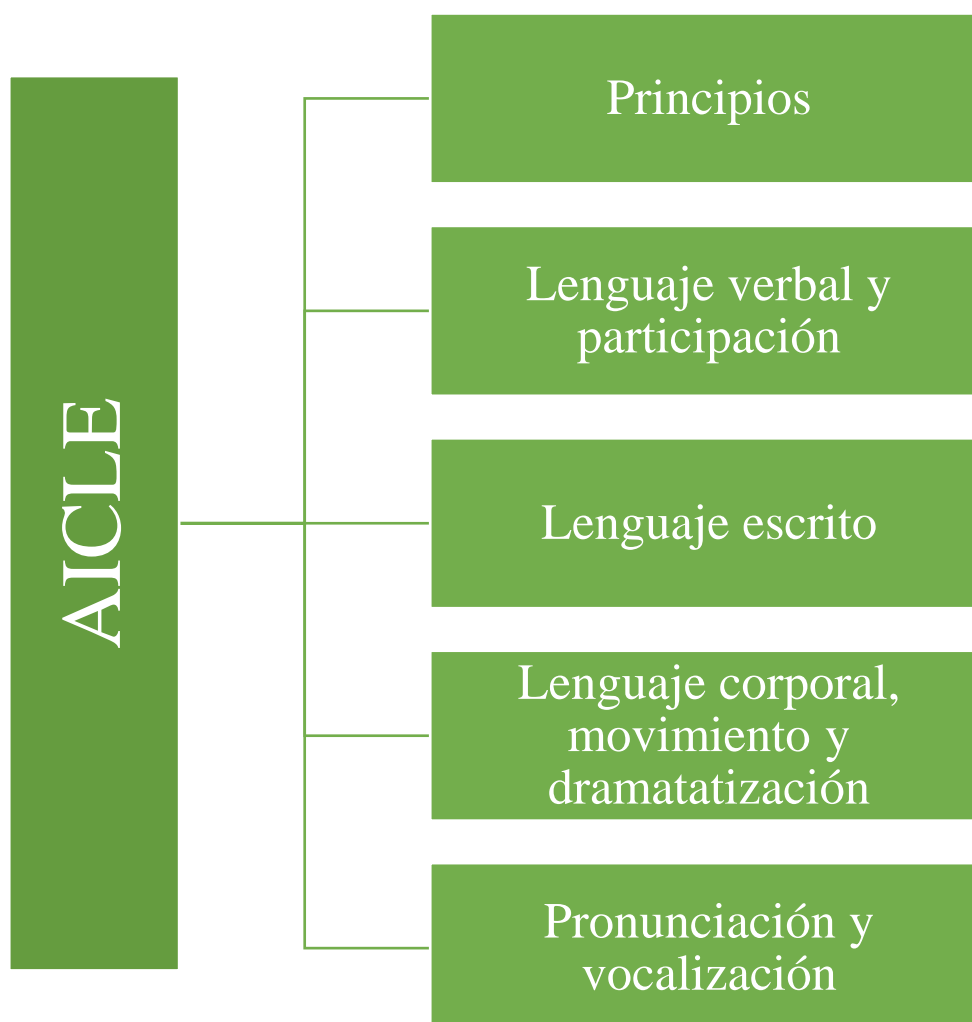 AICLE
Principios
Lenguaje verbal y
participación
Lenguaje escrito
Lenguaje corporal,
movimiento y
dramatatización
Pronunciación y
vocalización